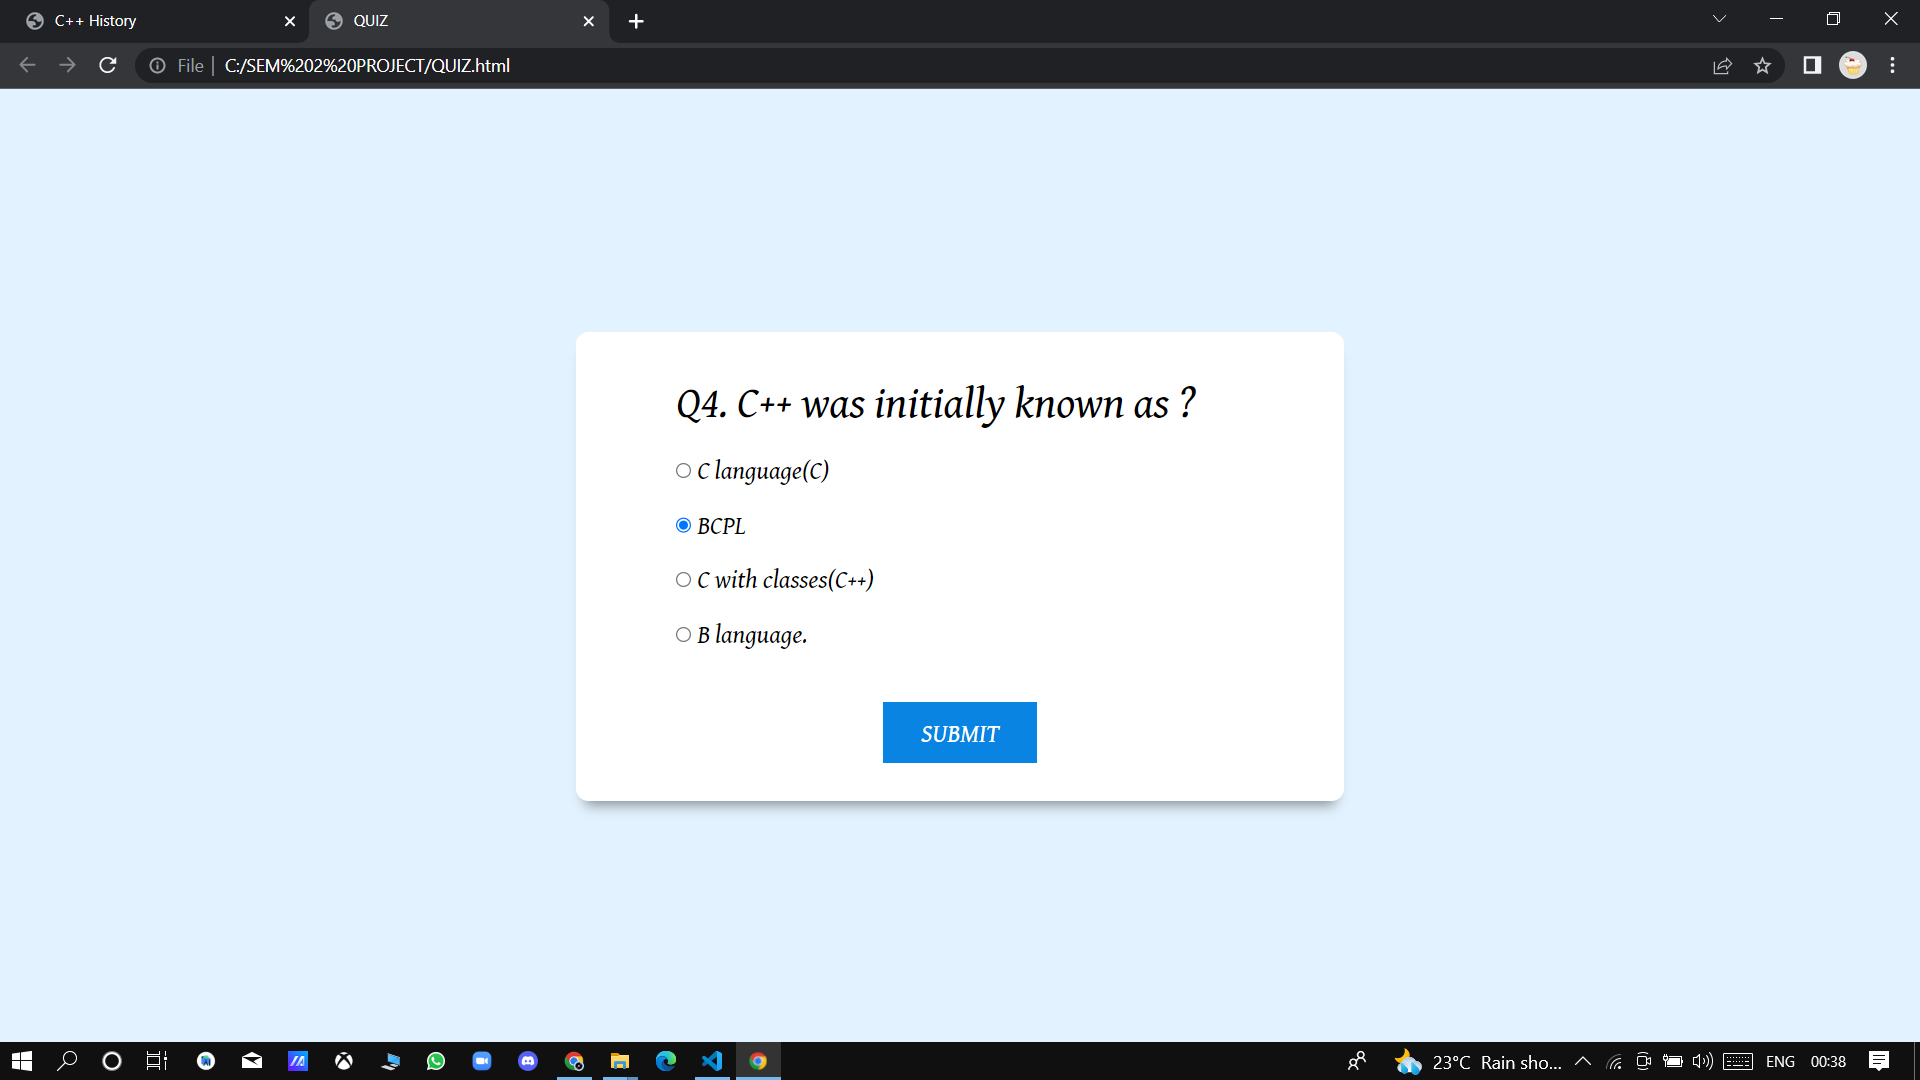 C++ History
QUIZ
File | C:/SEM%202%20PROJECT/QUIZ.html
Q4. C++ was initially known as ?
C language(C)
BCPL
C with classes(C++)
B language.
SUBMIT
23°C Rain sho... ENG 00:38